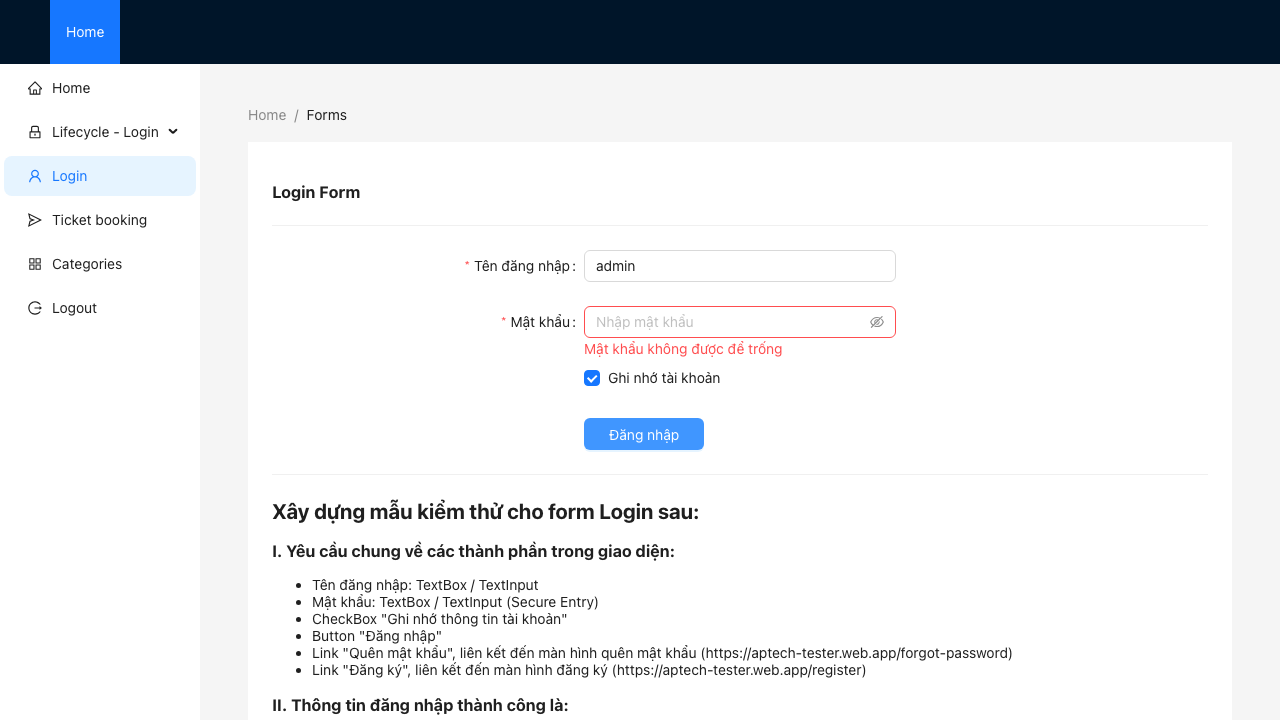 Home
Home
Lifecycle - Login
Login
Ticket booking
Categories
Logout
Home / Forms
Login Form
* Tên đăng nhập :
admin
* Mật khẩu :
Nhập mật khẩu
Mật khẩu không được để trống
Ghi nhớ tài khoản
Đăng nhập
Xây dựng mẫu kiểm thử cho form Login sau:
I. Yêu cầu chung về các thành phần trong giao diện:
• Tên đăng nhập: TextBox / TextInput
• Mật khẩu: TextBox / TextInput (Secure Entry)
• CheckBox "Ghi nhớ thông tin tài khoản"
• Button "Đăng nhập"
• Link "Quên mật khẩu", liên kết đến màn hình quên mật khẩu (https://aptech-tester.web.app/forgot-password)
• Link "Đăng ký", liên kết đến màn hình đăng ký (https://aptech-tester.web.app/register)
II. Thông tin đăng nhập thành công là: